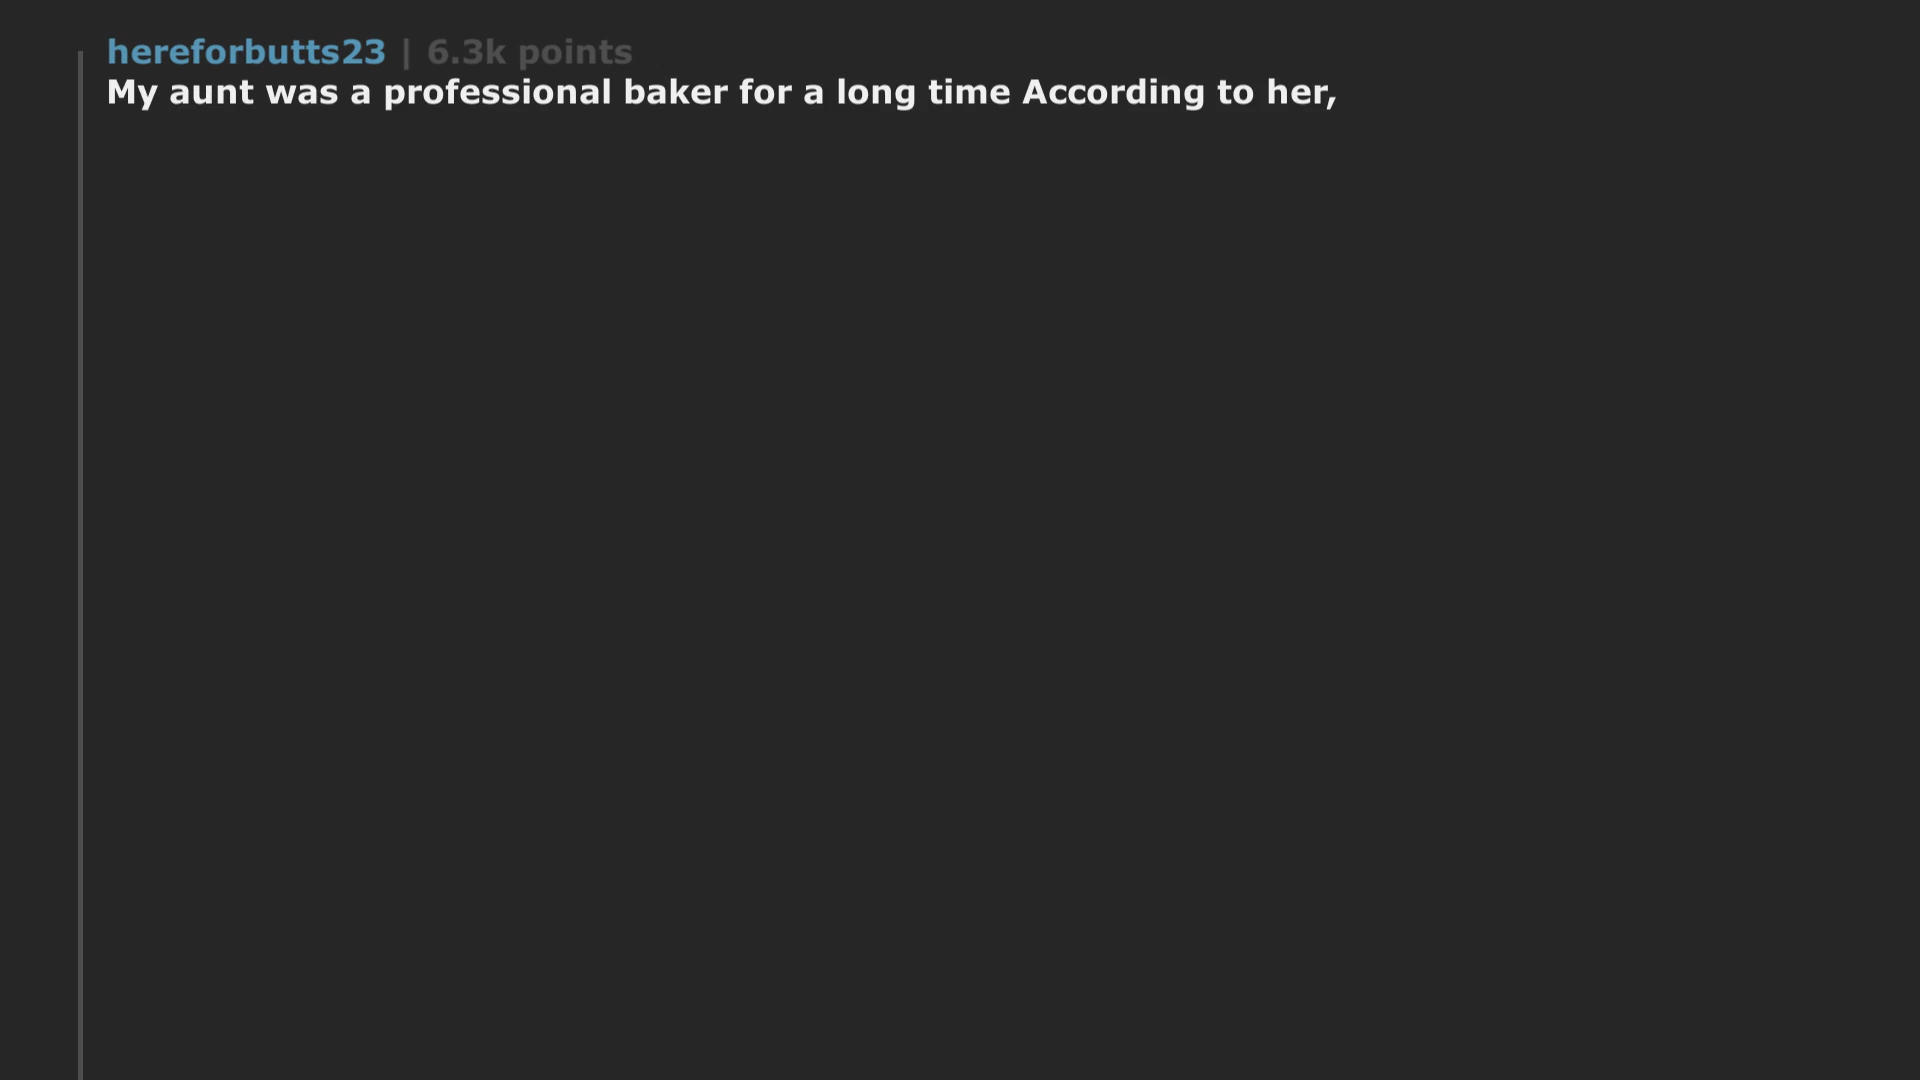 hereforbutts23 | 6.3k points
My aunt was a professional baker for a long time According to her,